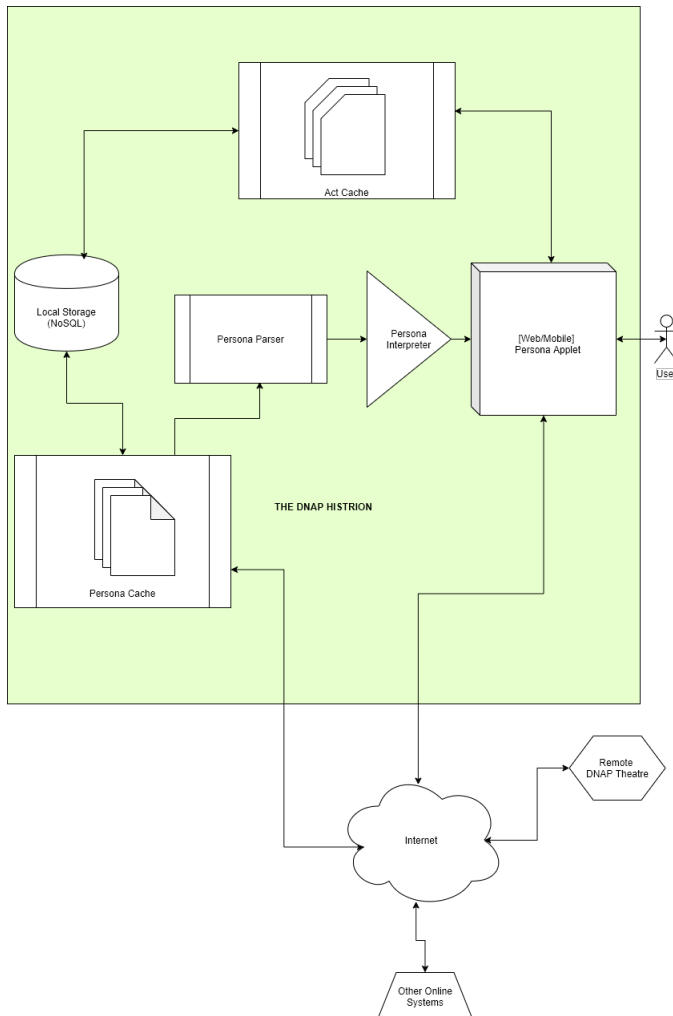 Act Cache
Local Storage
(NoSQL)
Persona Parser
Persona
Interpreter
[Web/Mobile]
Persona Applet
Use
THE DNAP HISTRION
Persona Cache
Remote
DNAP Theatre
Internet
Other Online
Systems